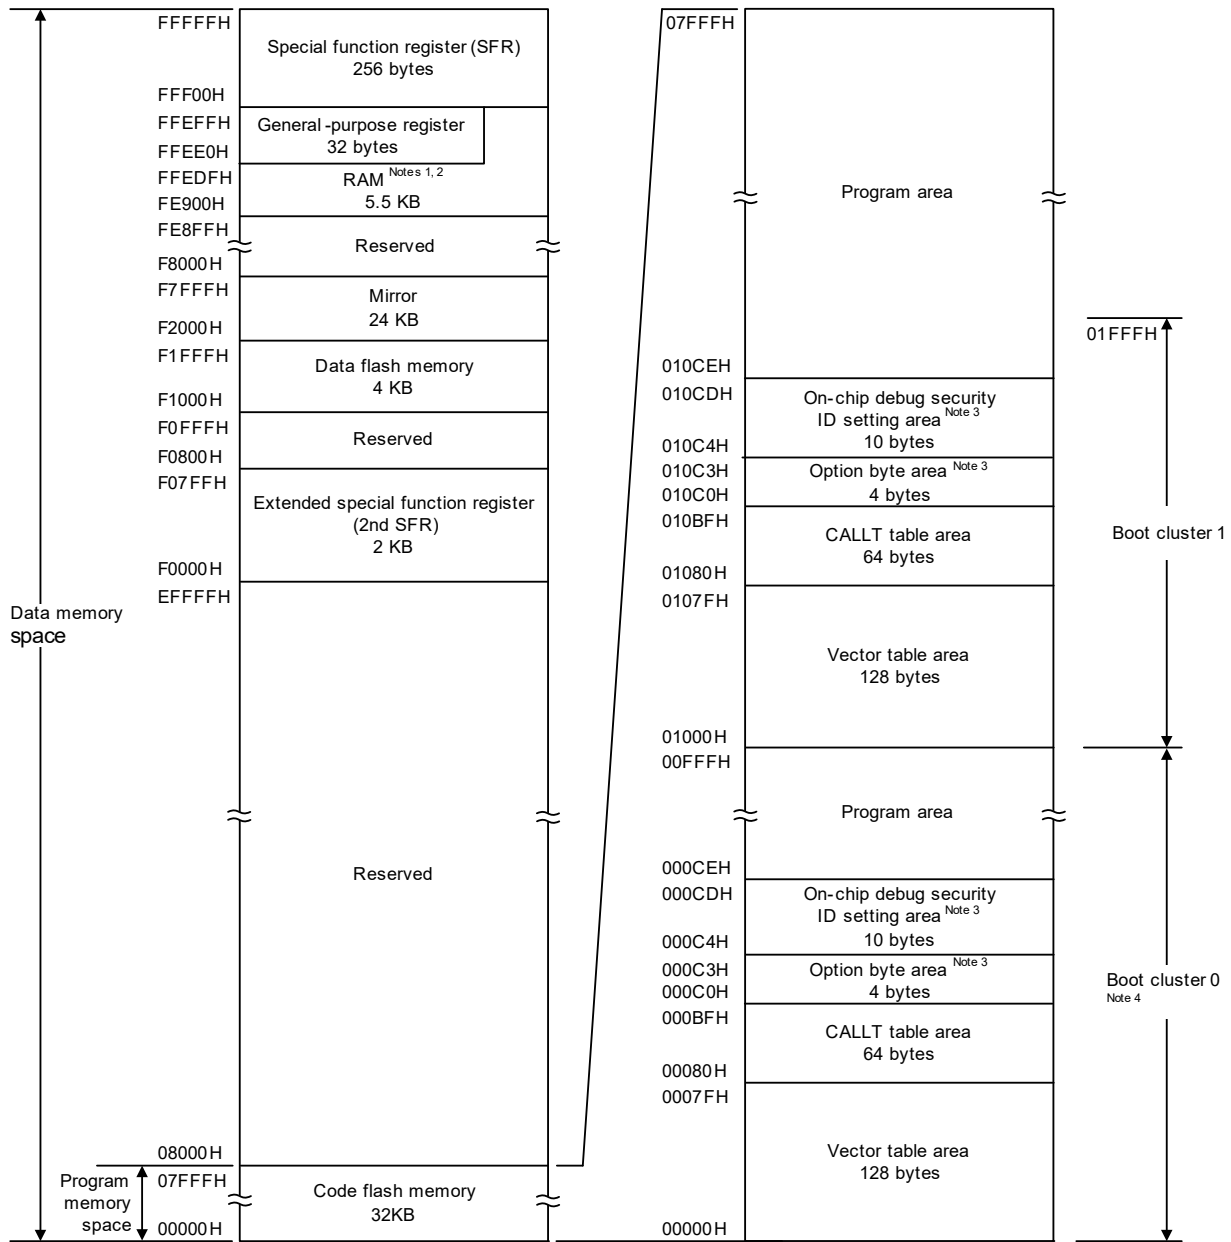 FFFFFH
Special function register (SFR)
256 bytes
FFF00H
FFEFFH
General-purpose register
32 bytes
FFEE0H
FFEDFH
RAM Notes 1, 2
5.5 KB
FE900H
FE8FFH
Reserved
F8000H
F7FFFH
Mirror
24 KB
F2000H
F1FFFH
Data flash memory
4 KB
F1000H
F0FFFH
Reserved
F0800H
F07FFH
Extended special function register
(2nd SFR)
2 KB
F0000H
EFFFFH
Data memory
space
Reserved
08000H
07FFFH
Program
memory
space
Code flash memory
32KB
00000H
07FFFH
Program area
01FFFH
010CEH
010CDH
On-chip debug security
ID setting area Note 3
10 bytes
010C4H
010C3H
Option byte area Note 3
010C0H
4 bytes
010BFH
CALLT table area
64 bytes
01080H
0107FH
Boot cluster 1
Vector table area
128 bytes
01000H
00FFFH
Program area
000CEH
000CDH
On-chip debug security
ID setting area Note 3
10 bytes
000C4H
000C3H
Option byte area Note 3
000C0H
4 bytes
000BFH
CALLT table area
64 bytes
00080H
0007FH
Boot cluster 0
Note 4
Vector table area
128 bytes
00000H